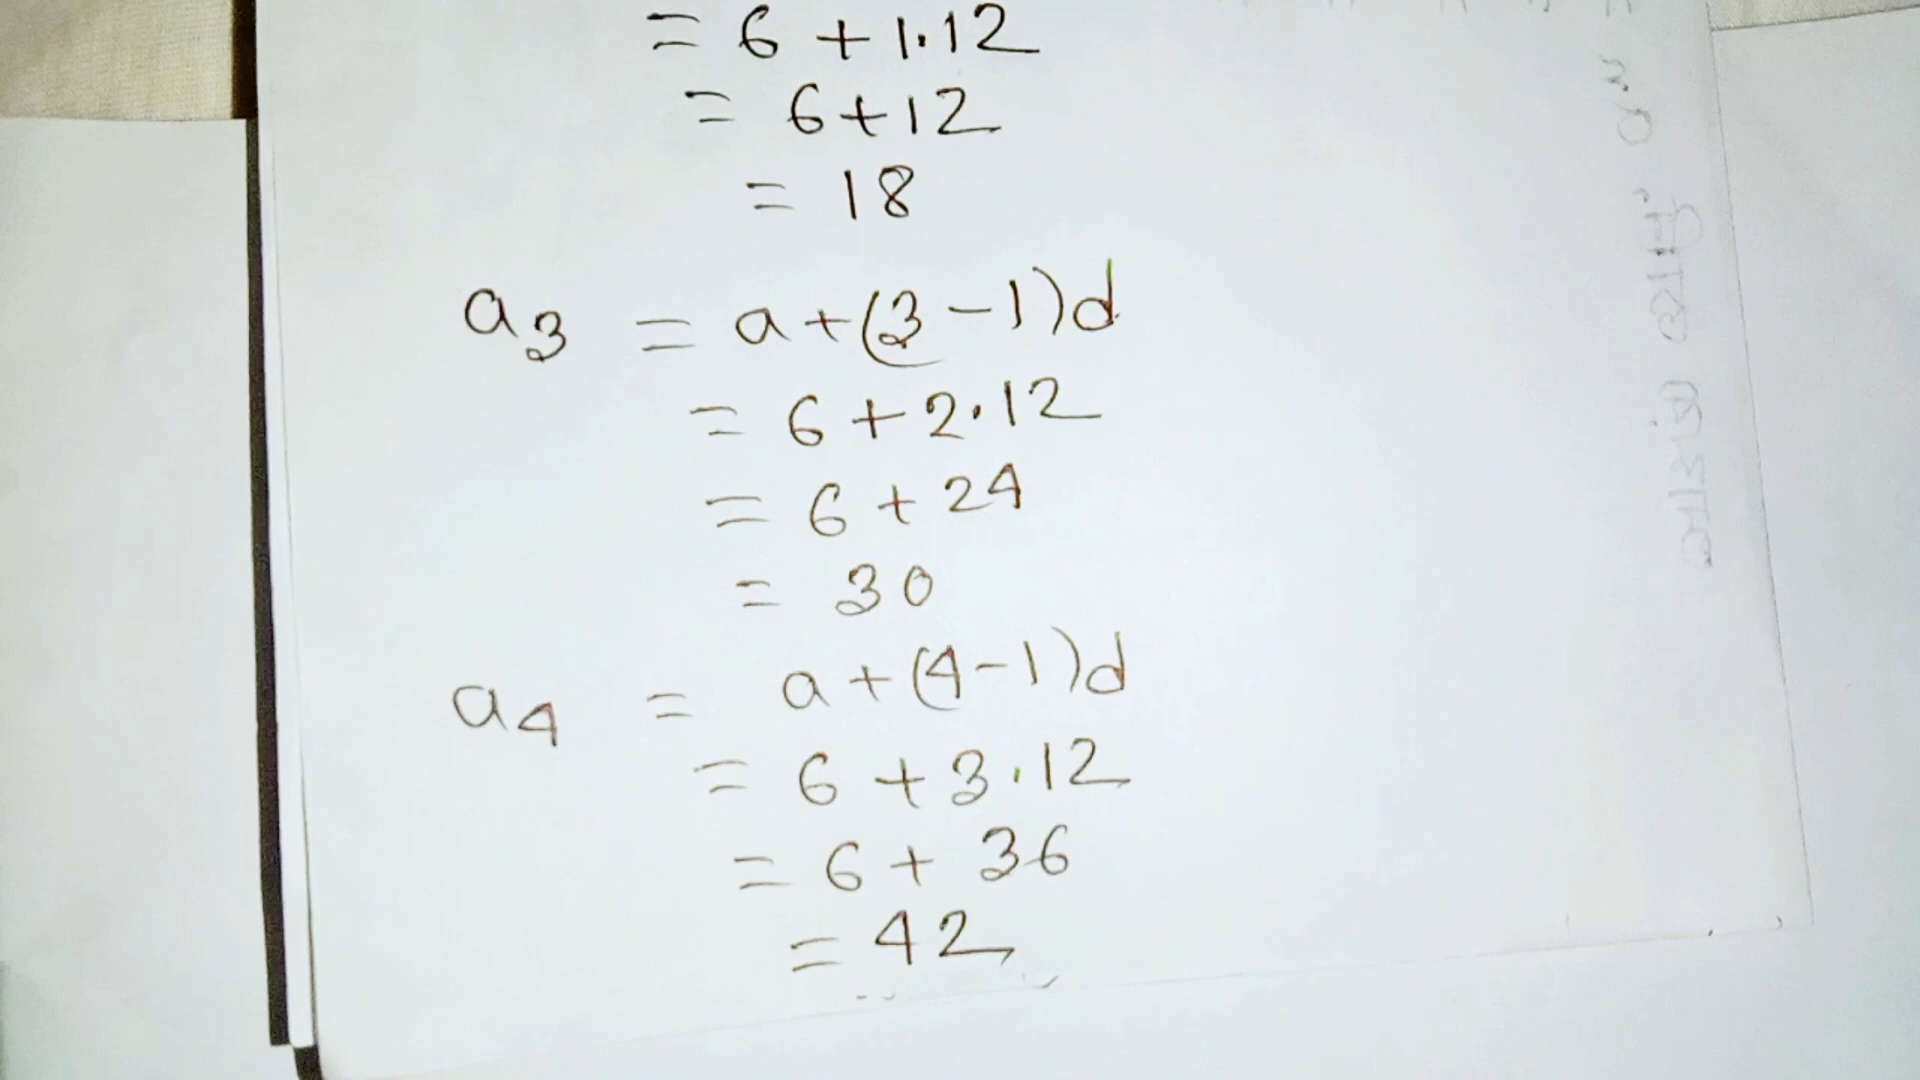 = 6 + 1.12
= 6+12
= 18
a₃ = a+(3-1)d
= 6+2.12
= 6 + 24
= 30
a₄ = a+(4-1)d
= 6 +3.12
= 6+ 36
= 42